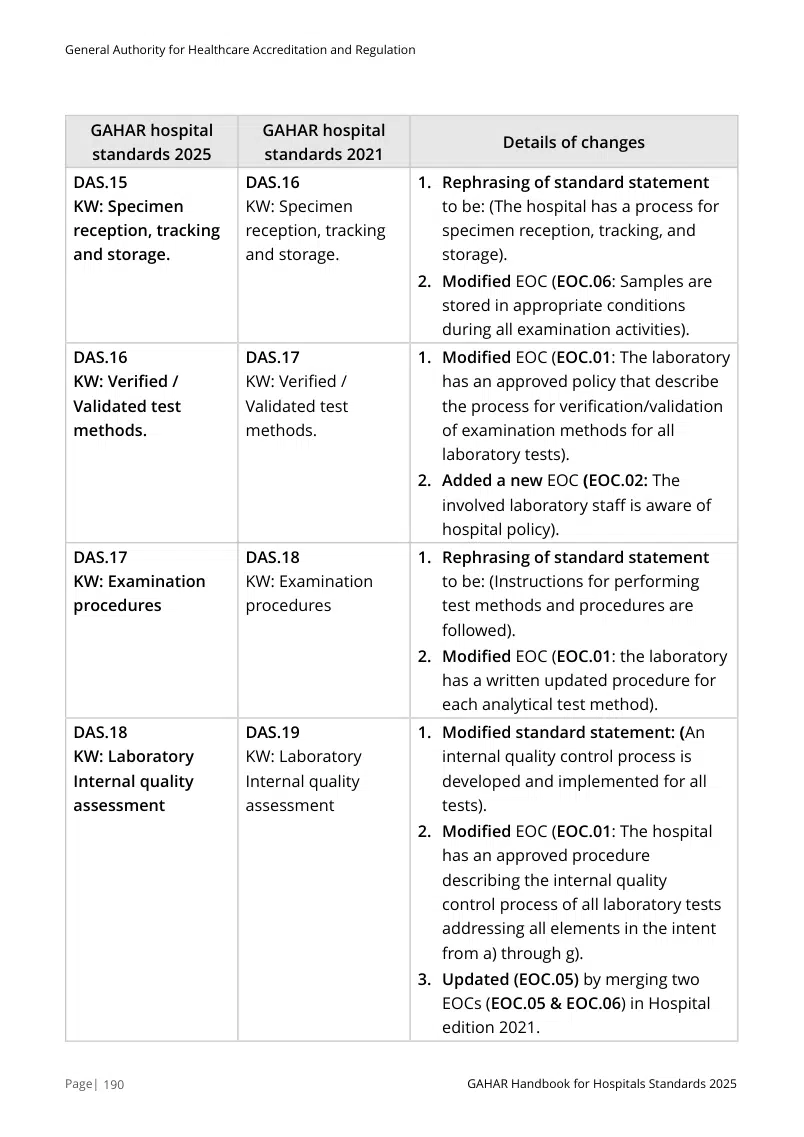 General Authority for Healthcare Accreditation and Regulation
GAHAR hospital
standards 2025
GAHAR hospital
standards 2021
Details of changes
DAS.15
KW: Specimen
reception, tracking
and storage.
DAS.16
KW: Specimen
reception, tracking
and storage.
1. Rephrasing of standard statement
to be: (The hospital has a process for
specimen reception, tracking, and
storage).
2. Modified EOC (EOC.06: Samples are
stored in appropriate conditions
during all examination activities).
DAS.16
KW: Verified /
Validated test
methods.
DAS.17
KW: Verified /
Validated test
methods.
1. Modified EOC (EOC.01: The laboratory
has an approved policy that describe
the process for verification/validation
of examination methods for all
laboratory tests).
2. Added a new EOC (EOC.02: The
involved laboratory staff is aware of
hospital policy).
DAS.17
KW: Examination
procedures
DAS.18
KW: Examination
procedures
1. Rephrasing of standard statement
to be: (Instructions for performing
test methods and procedures are
followed).
2. Modified EOC (EOC.01: the laboratory
has a written updated procedure for
each analytical test method).
DAS.18
KW: Laboratory
Internal quality
assessment
DAS.19
KW: Laboratory
Internal quality
assessment
1. Modified standard statement: (An
internal quality control process is
developed and implemented for all
tests).
2. Modified EOC (EOC.01: The hospital
has an approved procedure
describing the internal quality
control process of all laboratory tests
addressing all elements in the intent
from a) through g).
3. Updated (EOC.05) by merging two
EOCs (EOC.05 & EOC.06) in Hospital
edition 2021.
Page| 190
GAHAR Handbook for Hospitals Standards 2025